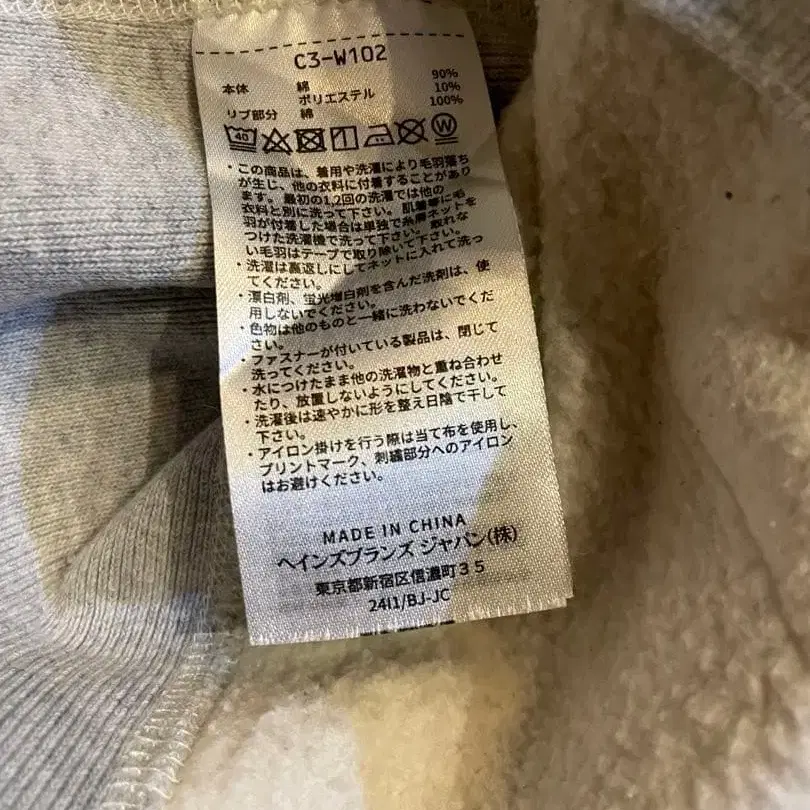 C3-W102
本体 綿 90%
ポリエステル 10%
リブ部分 綿 100%
40 W
・この商品は、着用や洗濯により毛羽落ち
が生じ、他の衣料に付着することがあり
ます。最初の1,2回の洗濯では他の
衣料と別に洗って下さい。肌着等に毛
羽が付着した場合は単独で糸屑ネットを
つけた洗濯機で洗って下さい。取れな
い毛羽はテープで取り除いて下さい。
・洗濯は裏返しにしてネットに入れて洗っ
てください。
・漂白剤、蛍光増白剤を含んだ洗剤は、使
用しないでください。
・色物は他のものと一緒に洗わないでくだ
さい。
・ファスナーが付いている製品は、閉じて
洗ってください。
・水につけたまま他の洗濯物と重ね合わせ
たり、放置しないようにしてください。
・洗濯後は速やかに形を整え日陰で干して
下さい。
・アイロン掛けを行う際は当て布を使用し、
プリントマーク、刺繍部分へのアイロン
はお避けください。
MADE IN CHINA
ヘインズブランズ ジャパン(株)
東京都新宿区信濃町35
24I1/BJ-JC